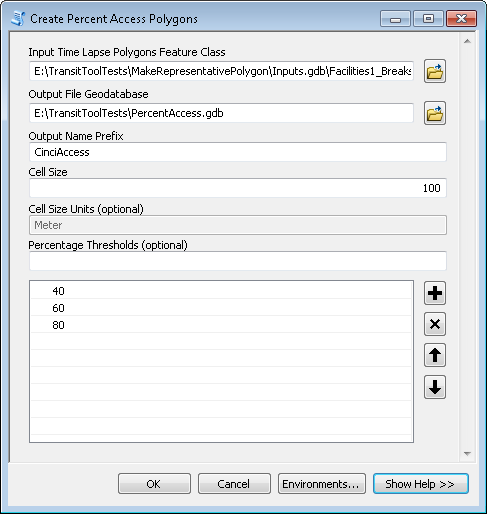 Create Percent Access Polygons
Input Time Lapse Polygons Feature Class
E:\TransitToolTests\MakeRepresentativePolygon\Inputs.gdb\Facilities1_Breaks
Output File Geodatabase
E:\TransitToolTests\PercentAccess.gdb
Output Name Prefix
CinciAccess
Cell Size
100
Cell Size Units (optional)
Meter
Percentage Thresholds (optional)
40
60
80
OK Cancel Environments... Show Help >>